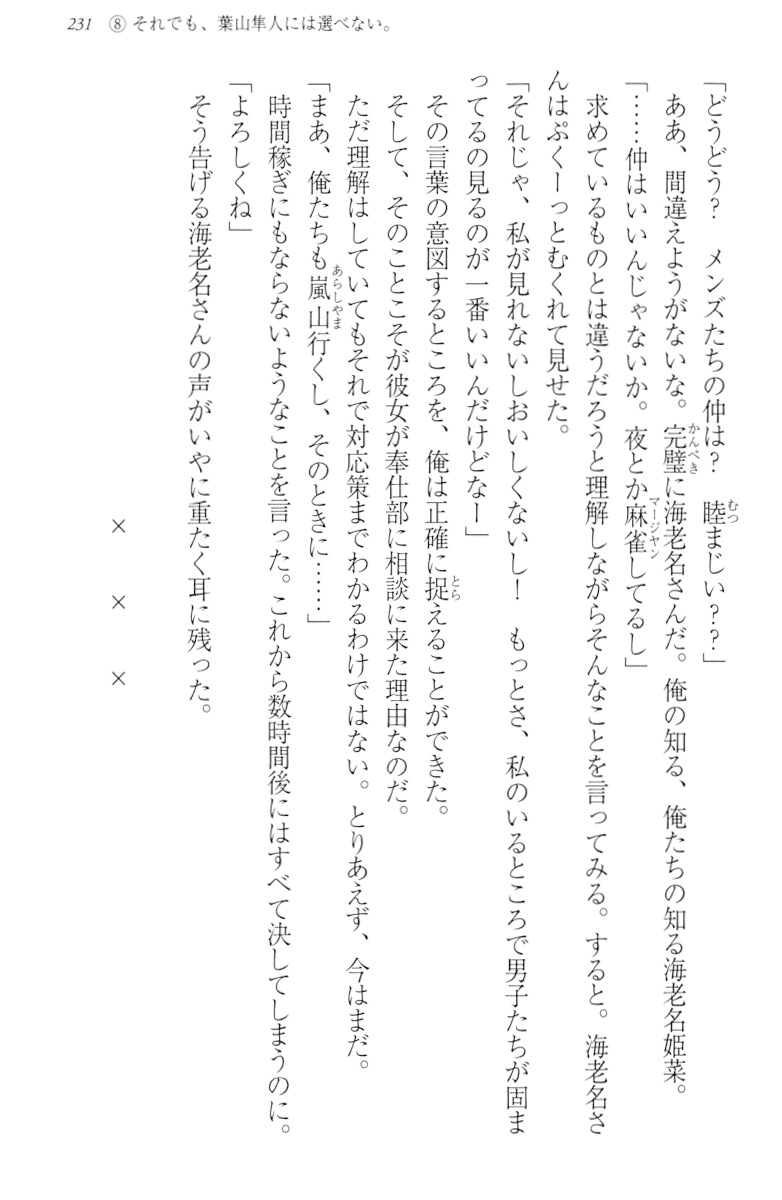 231 ⑧ それでも、葉山隼人には選べない。
「どうどう？　メンズたちの仲は？　睦まじい？？」
ああ、間違えようがないな。完璧に海老名さんだ。俺の知る、俺たちの知る海老名姫菜。
「……仲はいいんじゃないか。夜とか麻雀してるし」
求めているものとは違うだろうと理解しながらそんなことを言ってみる。すると。海老名さ
んはぷくーっとむくれて見せた。
「それじゃ、私が見れないしおいしくないし！　もっとさ、私のいるところで男子たちが固ま
ってるの見るのが一番いいんだけどなー」
その言葉の意図するところを、俺は正確に捉えることができた。
そして、そのことこそが彼女が奉仕部に相談に来た理由なのだ。
ただ理解はしていてもそれで対応策までわかるわけではない。とりあえず、今はまだ。
「まあ、俺たちも嵐山行くし、そのときに……」
時間稼ぎにもならないようなことを言った。これから数時間後にはすべて決してしまうのに。
「よろしくね」
そう告げる海老名さんの声がいやに重たく耳に残った。
× × ×